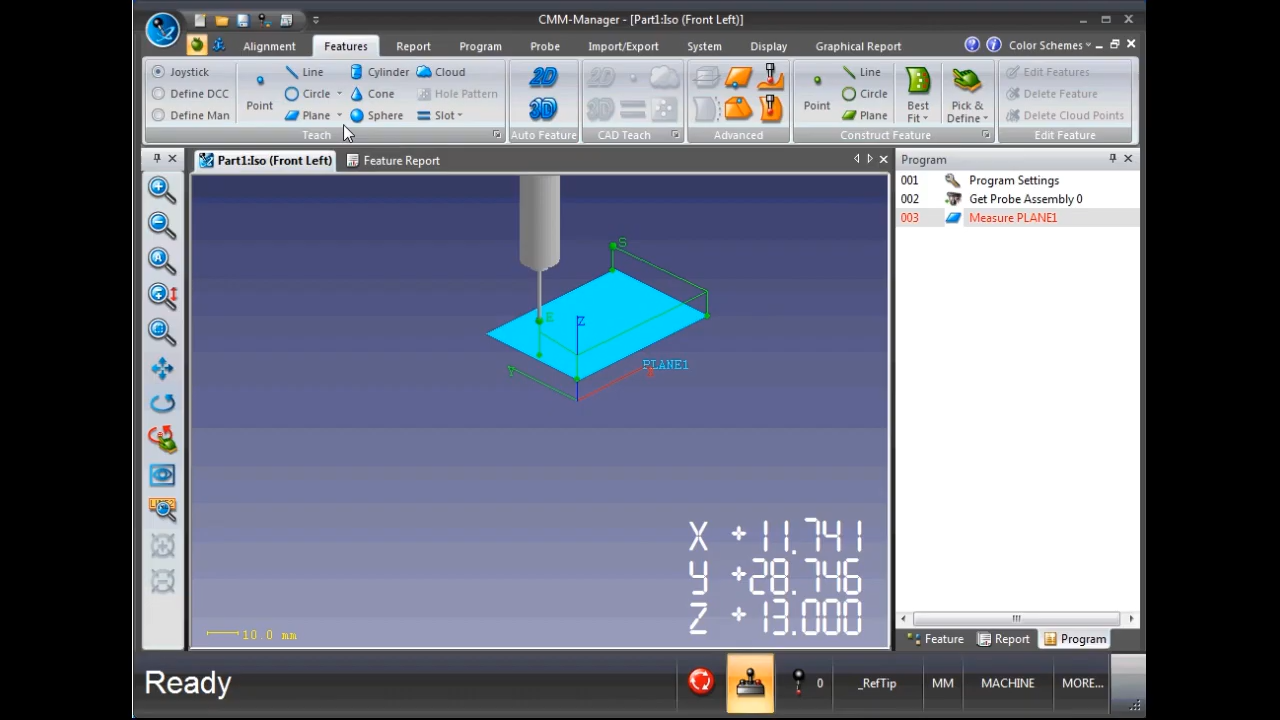 CMM-Manager - [Part1:Iso (Front Left)]
Alignment Features Report Program Probe Import/Export System Display Graphical Report Color Schemes
Joystick Line Cylinder Cloud 2D 2D Line Edit Features
Define DCC Point Circle Cone Hole Pattern 3D 3D Point Circle Best Fit Pick & Define Delete Feature
Define Man Plane Sphere Slot Plane Delete Cloud Points
Teach Auto Feature CAD Teach Advanced Construct Feature Edit Feature
Part1:Iso (Front Left) Feature Report Program
001 Program Settings
002 Get Probe Assembly 0
003 Measure PLANE1
S
E
Z
PLANE1
Y X
X +11.741
Y +28.746
Z +13.000
10.0 mm
Feature Report Program
Ready 0 _RefTip MM MACHINE MORE...